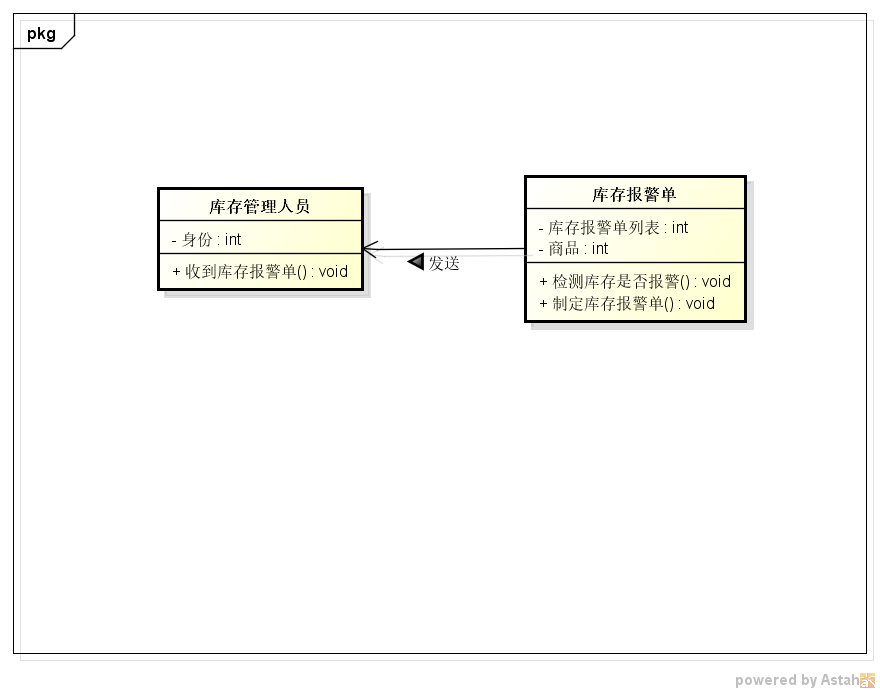 pkg
库存管理人员
- 身份 : int
+ 收到库存报警单() : void
发送
库存报警单
- 库存报警单列表 : int
- 商品 : int
+ 检测库存是否报警() : void
+ 制定库存报警单() : void
powered by Astah